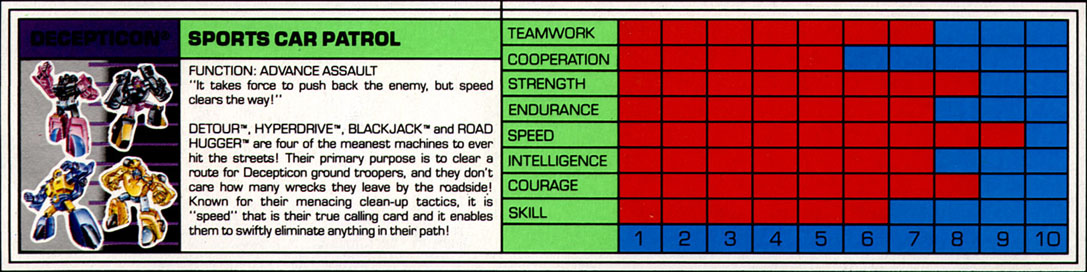 DECEPTICON®
SPORTS CAR PATROL
FUNCTION: ADVANCE ASSAULT
"It takes force to push back the enemy, but speed
clears the way!"
DETOUR™, HYPERDRIVE™, BLACKJACK™ and ROAD
HUGGER™ are four of the meanest machines to ever
hit the streets! Their primary purpose is to clear a
route for Decepticon ground troopers, and they don't
care how many wrecks they leave by the roadside!
Known for their menacing clean-up tactics, it is
"speed" that is their true calling card and it enables
them to swiftly eliminate anything in their path!
TEAMWORK
COOPERATION
STRENGTH
ENDURANCE
SPEED
INTELLIGENCE
COURAGE
SKILL
1 2 3 4 5 6 7 8 9 10